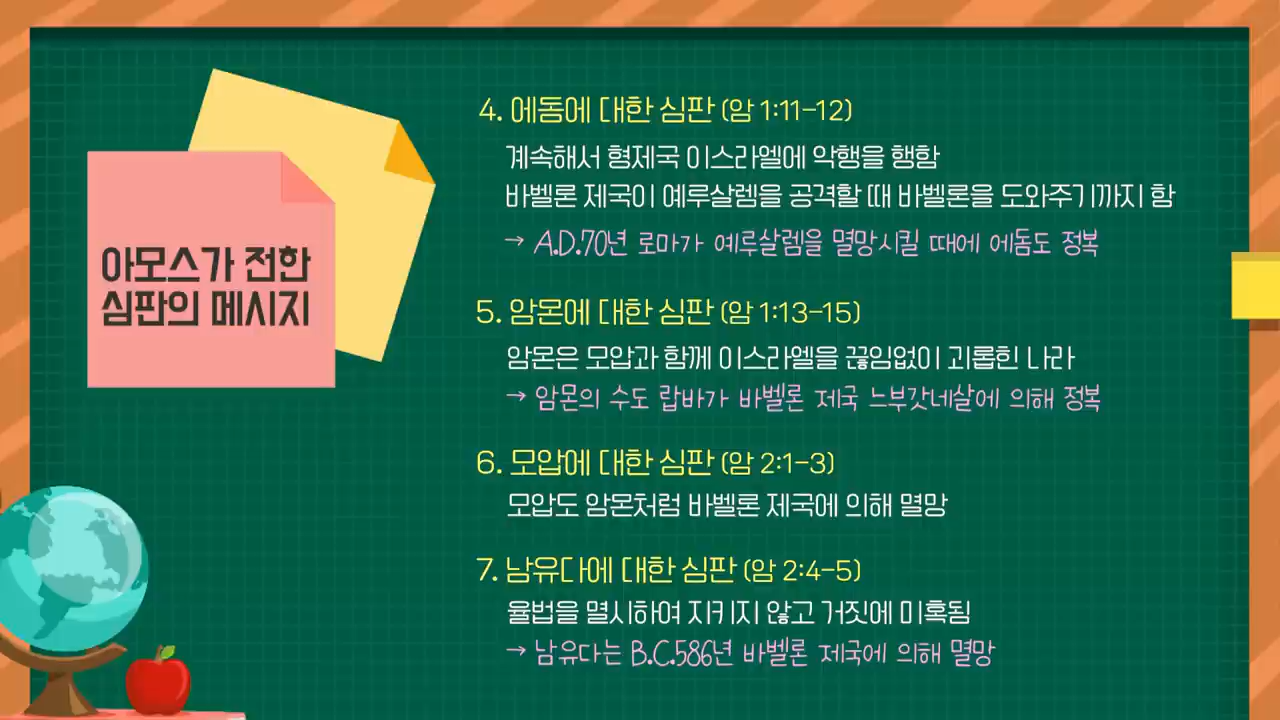 아모스가 전한
심판의 메시지
4. 에돔에 대한 심판 (암 1:11-12)
계속해서 형제국 이스라엘에 악행을 행함
바벨론 제국이 예루살렘을 공격할 때 바벨론을 도와주기까지 함
→ A.D.70년 로마가 예루살렘을 멸망시킬 때에 에돔도 정복
5. 암몬에 대한 심판 (암 1:13-15)
암몬은 모압과 함께 이스라엘을 끊임없이 괴롭힌 나라
→ 암몬의 수도 랍바가 바벨론 제국 느부갓네살에 의해 정복
6. 모압에 대한 심판 (암 2:1-3)
모압도 암몬처럼 바벨론 제국에 의해 멸망
7. 남유다에 대한 심판 (암 2:4-5)
율법을 멸시하여 지키지 않고 거짓에 미혹됨
→ 남유다는 B.C.586년 바벨론 제국에 의해 멸망